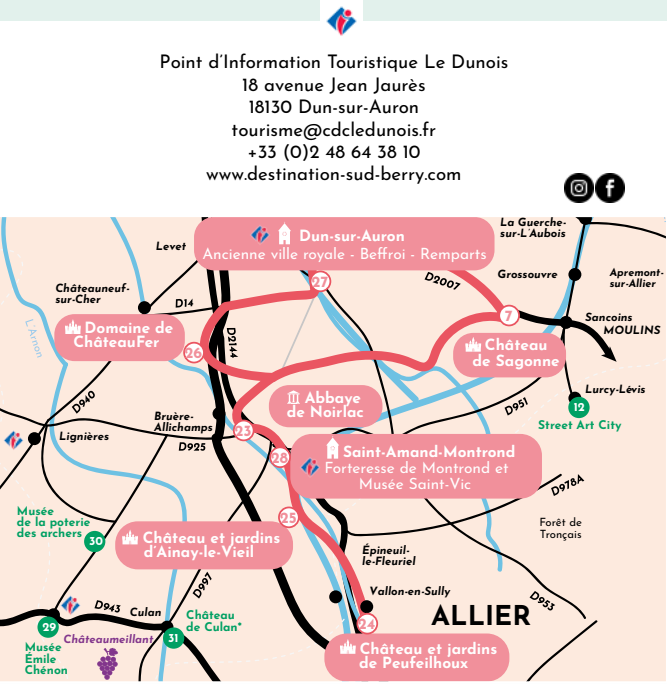 Point d’Information Touristique Le Dunois
18 avenue Jean Jaurès
18130 Dun-sur-Auron
tourisme@cdcledunois.fr
+33 (0)2 48 64 38 10
www.destination-sud-berry.com
La Guerche-
sur-L'Aubois
Levet
Dun-sur-Auron
Ancienne ville royale - Beffroi - Remparts
Grossouvre
Apremont-
sur-Allier
D2007
27
Châteauneuf-
sur-Cher
D14
7
Sancoins
MOULINS
L'Arnon
Domaine de
ChâteauFer
D2144
26
Château
de Sagonne
Lurcy-Lévis
12
Street Art City
D940
Abbaye
de Noirlac
D951
Bruère-
Allichamps
23
Lignières
D925
28
Saint-Amand-Montrond
Forteresse de Montrond et
Musée Saint-Vic
D978A
Musée
de la poterie
des archers
30
25
Forêt de
Tronçais
Château et jardins
d'Ainay-le-Vieil
Épineuil-
le-Fleuriel
D997
Vallon-en-Sully
D953
D943
Culan
Château
de Culan*
ALLIER
24
29
Châteaumeillant
31
Musée
Émile
Chénon
Château et jardins
de Peufeilhoux